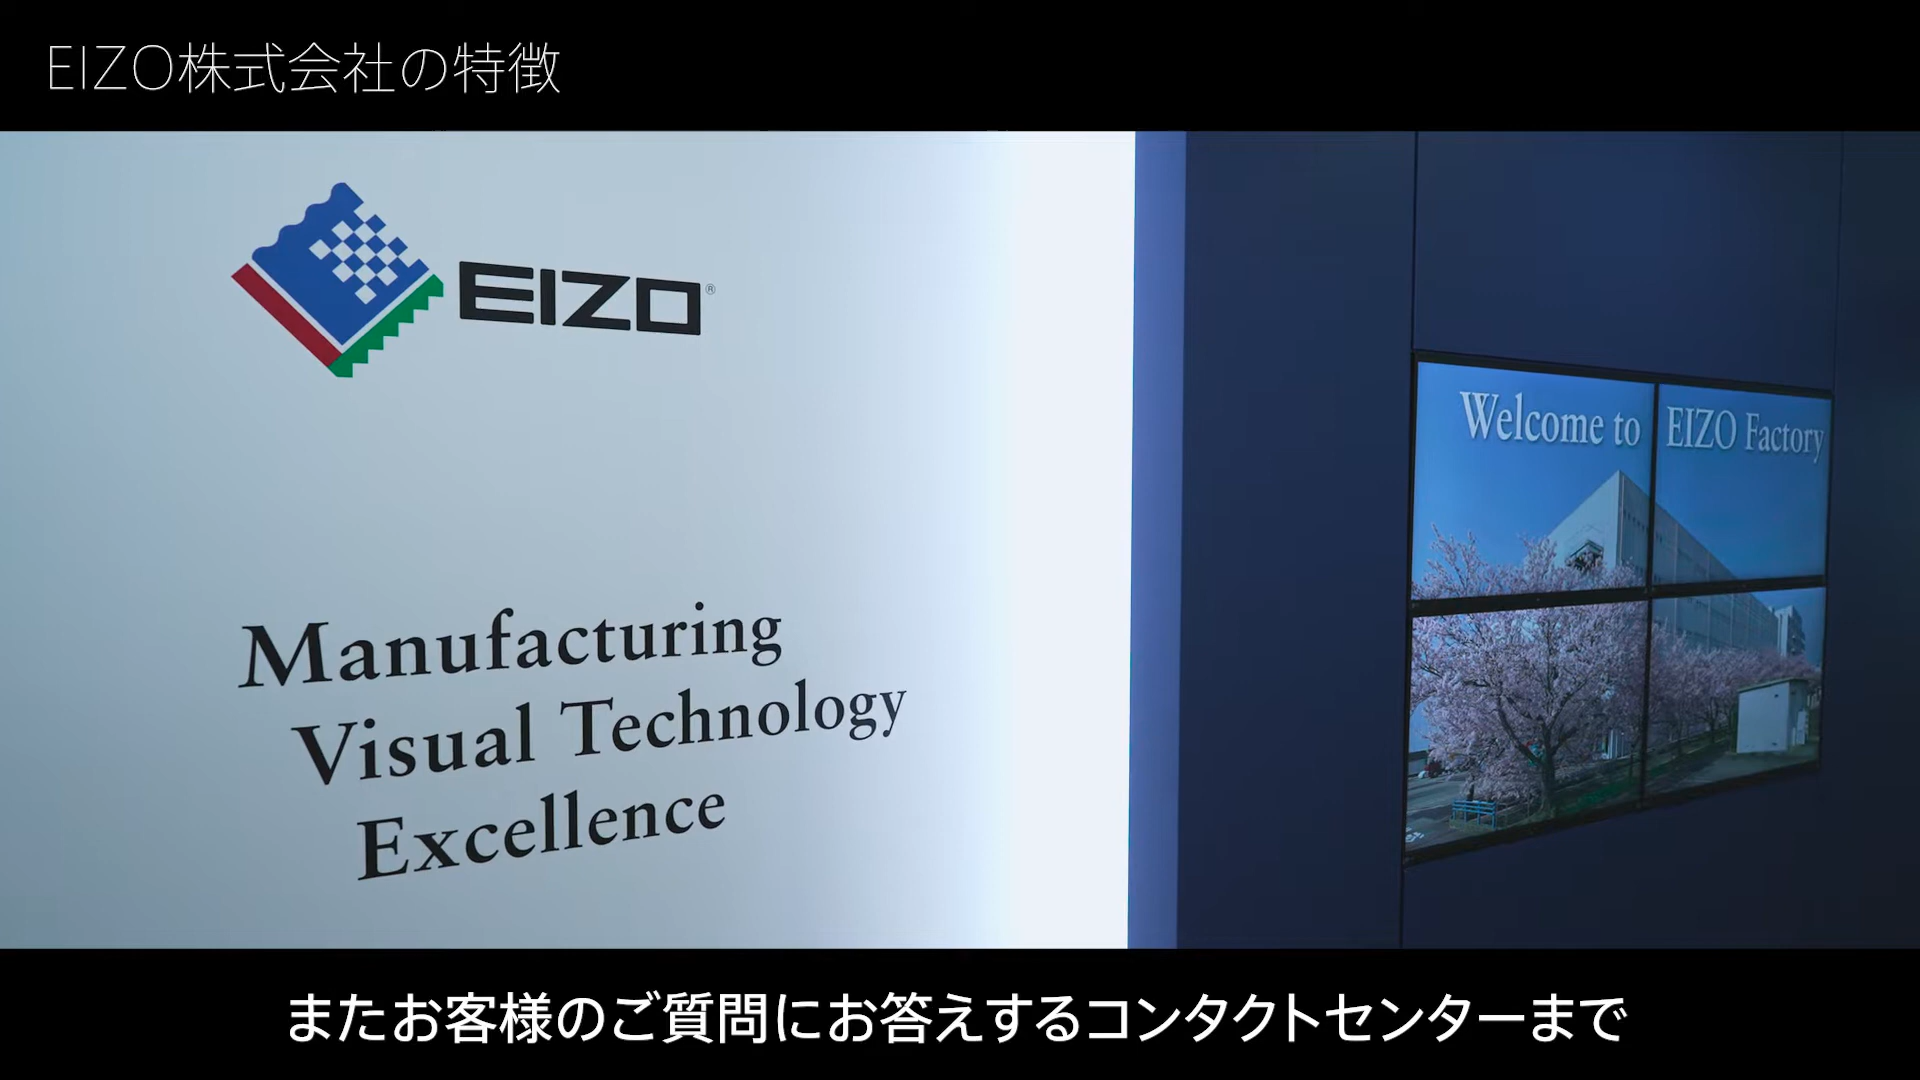 EIZO株式会社の特徴
EIZO®
Manufacturing
Visual Technology
Excellence
Welcome to EIZO Factory
またお客様のご質問にお答えするコンタクトセンターまで